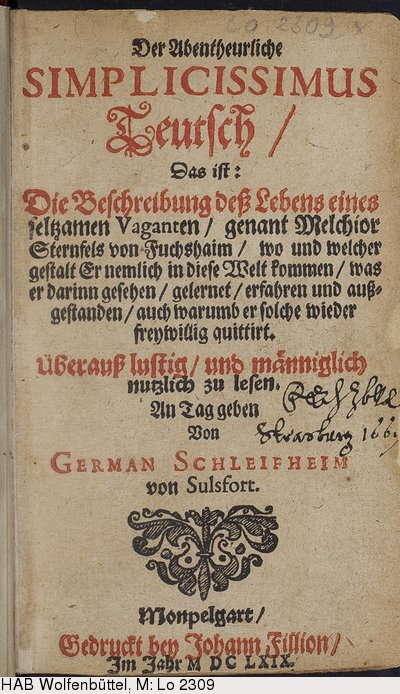 Lo 2309
Der Abentheurliche
SIMPLICISSIMUS
Teutsch /
Das ist:
Die Beschreibung deß Lebens eines
seltzamen Vaganten / genant Melchior
Sternfels von Fuchshaim / wo und welcher
gestalt Er nemlich in diese Welt kommen / was
er darinn gesehen / gelernet / erfahren und auß-
gestanden / auch warumb er solche wieder
freywillig quittirt.
Überauß lustig / und männiglich
nutzlich zu lesen.
An Tag geben
Von
Strasburg 1669
GERMAN SCHLEIFHEIM
von Sulsfort.
Monpelgart /
Gedruckt bey Johann Fillion /
Im Jahr M DC LXIX.
HAB Wolfenbüttel, M: Lo 2309